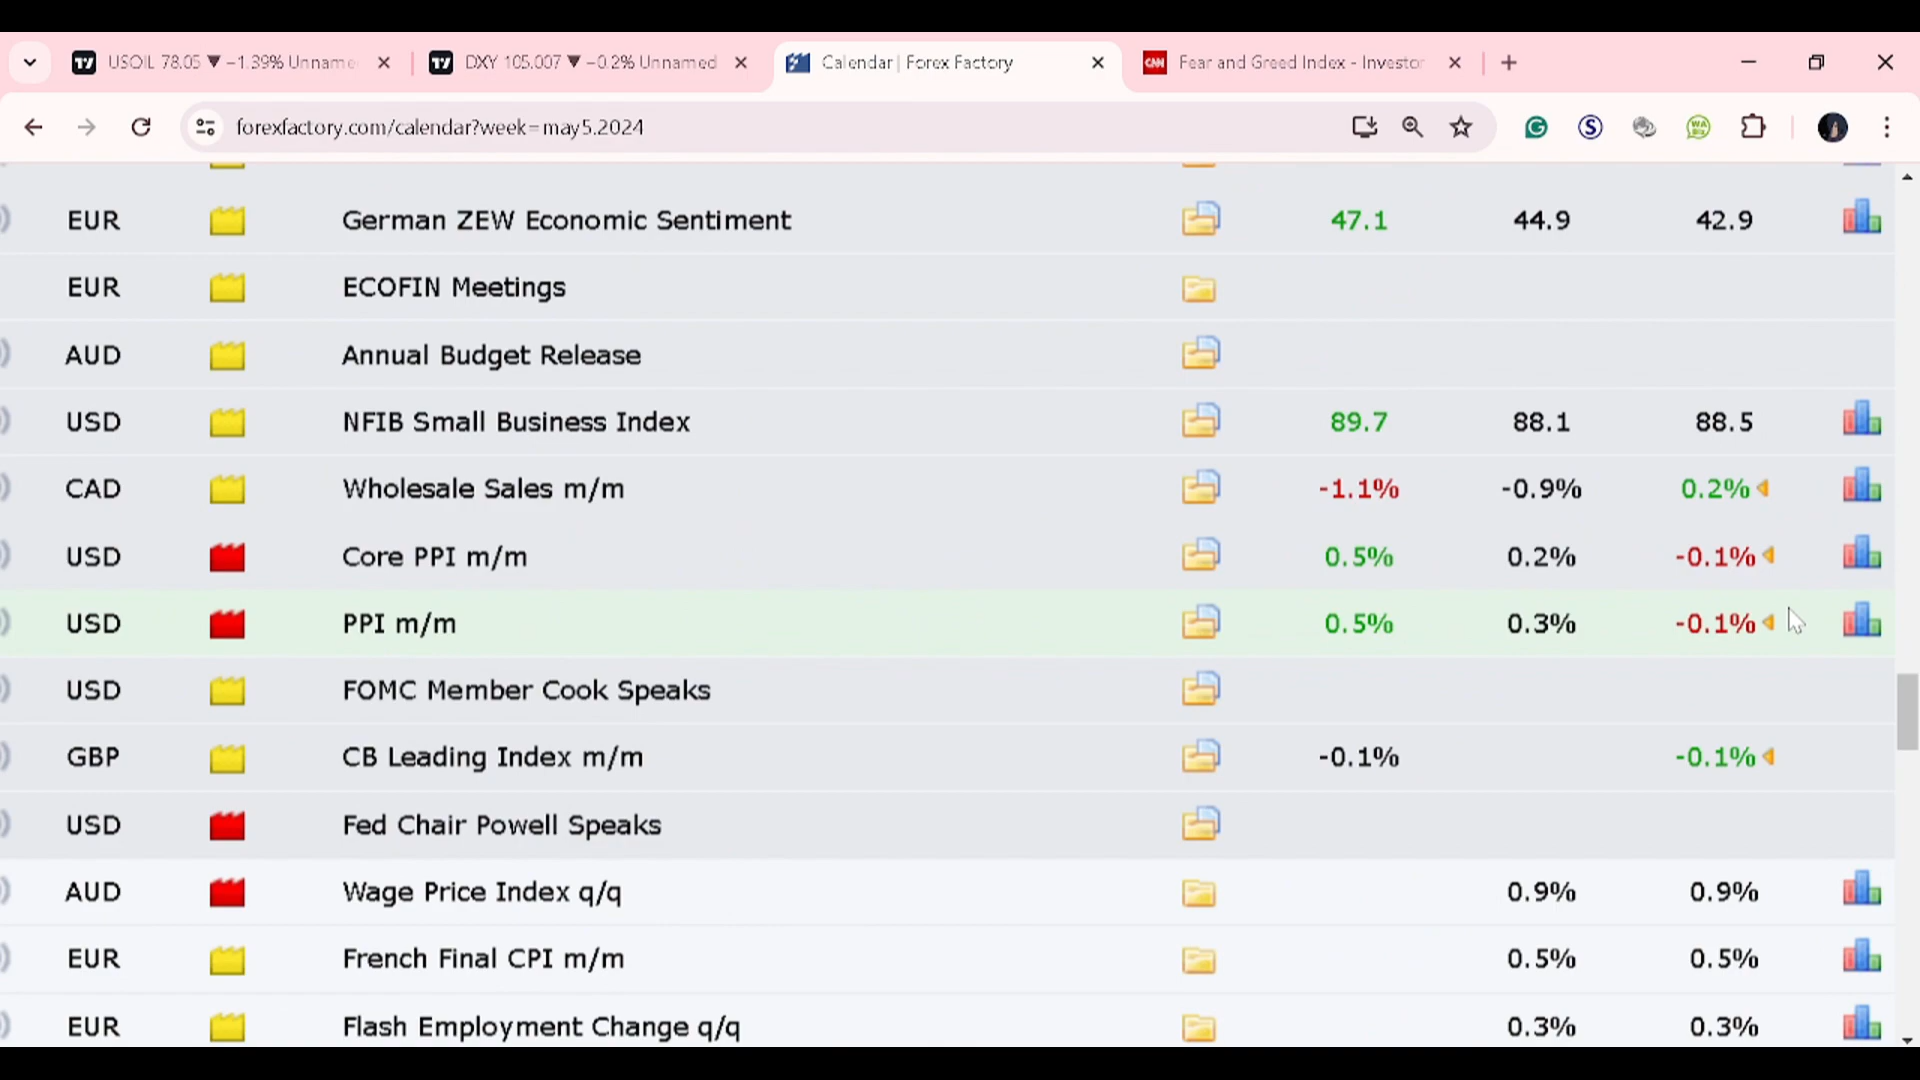 USOIL 78.05 ▼ −1.39% Unname
DXY 105.007 ▼ −0.2% Unnamed
Calendar | Forex Factory
CNN Fear and Greed Index - Investor
forexfactory.com/calendar?week=may5.2024
EUR German ZEW Economic Sentiment 47.1 44.9 42.9
EUR ECOFIN Meetings
AUD Annual Budget Release
USD NFIB Small Business Index 89.7 88.1 88.5
CAD Wholesale Sales m/m -1.1% -0.9% 0.2%
USD Core PPI m/m 0.5% 0.2% -0.1%
USD PPI m/m 0.5% 0.3% -0.1%
USD FOMC Member Cook Speaks
GBP CB Leading Index m/m -0.1% -0.1%
USD Fed Chair Powell Speaks
AUD Wage Price Index q/q 0.9% 0.9%
EUR French Final CPI m/m 0.5% 0.5%
EUR Flash Employment Change q/q 0.3% 0.3%